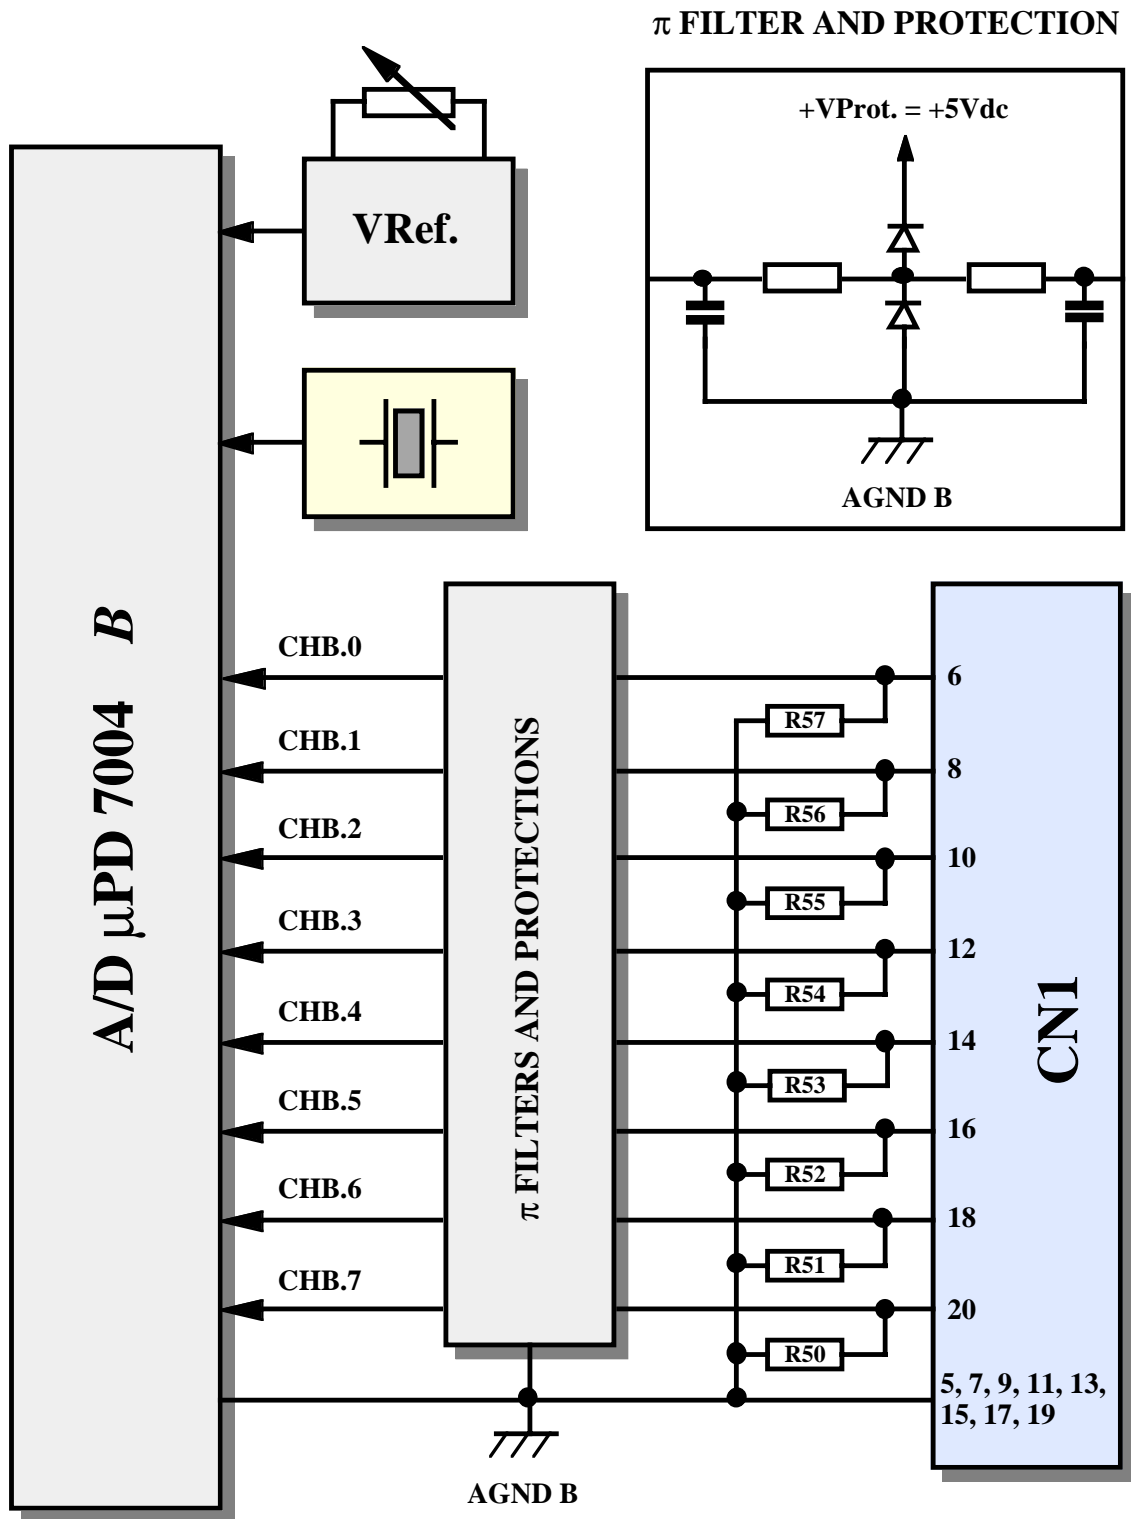 π FILTER AND PROTECTION
+VProt. = +5Vdc
AGND B
VRef.
A/D µPD 7004 B
CHB.0
CHB.1
CHB.2
CHB.3
CHB.4
CHB.5
CHB.6
CHB.7
π FILTERS AND PROTECTIONS
R57
R56
R55
R54
R53
R52
R51
R50
6
8
10
12
14
16
18
20
5, 7, 9, 11, 13,
15, 17, 19
CN1
AGND B